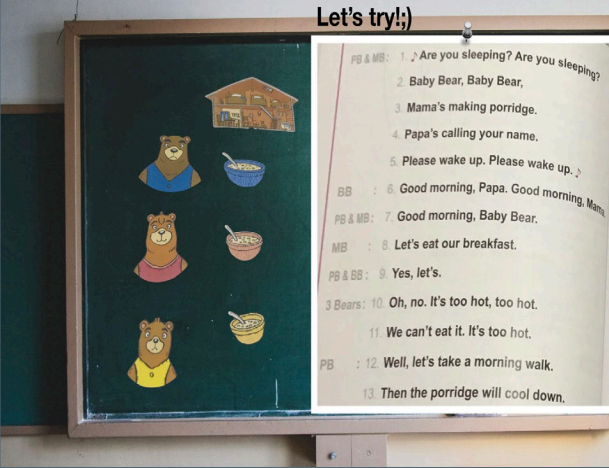 Let's try!;)
PB & MB: 1. ♪ Are you sleeping? Are you sleeping?
2. Baby Bear, Baby Bear,
3. Mama's making porridge.
4. Papa's calling your name.
5. Please wake up. Please wake up. ♪
BB : 6. Good morning, Papa. Good morning, Mama.
PB & MB: 7. Good morning, Baby Bear.
MB : 8. Let's eat our breakfast.
PB & BB: 9. Yes, let's.
3 Bears: 10. Oh, no. It's too hot, too hot.
11. We can't eat it. It's too hot.
PB : 12. Well, let's take a morning walk.
13. Then the porridge will cool down.